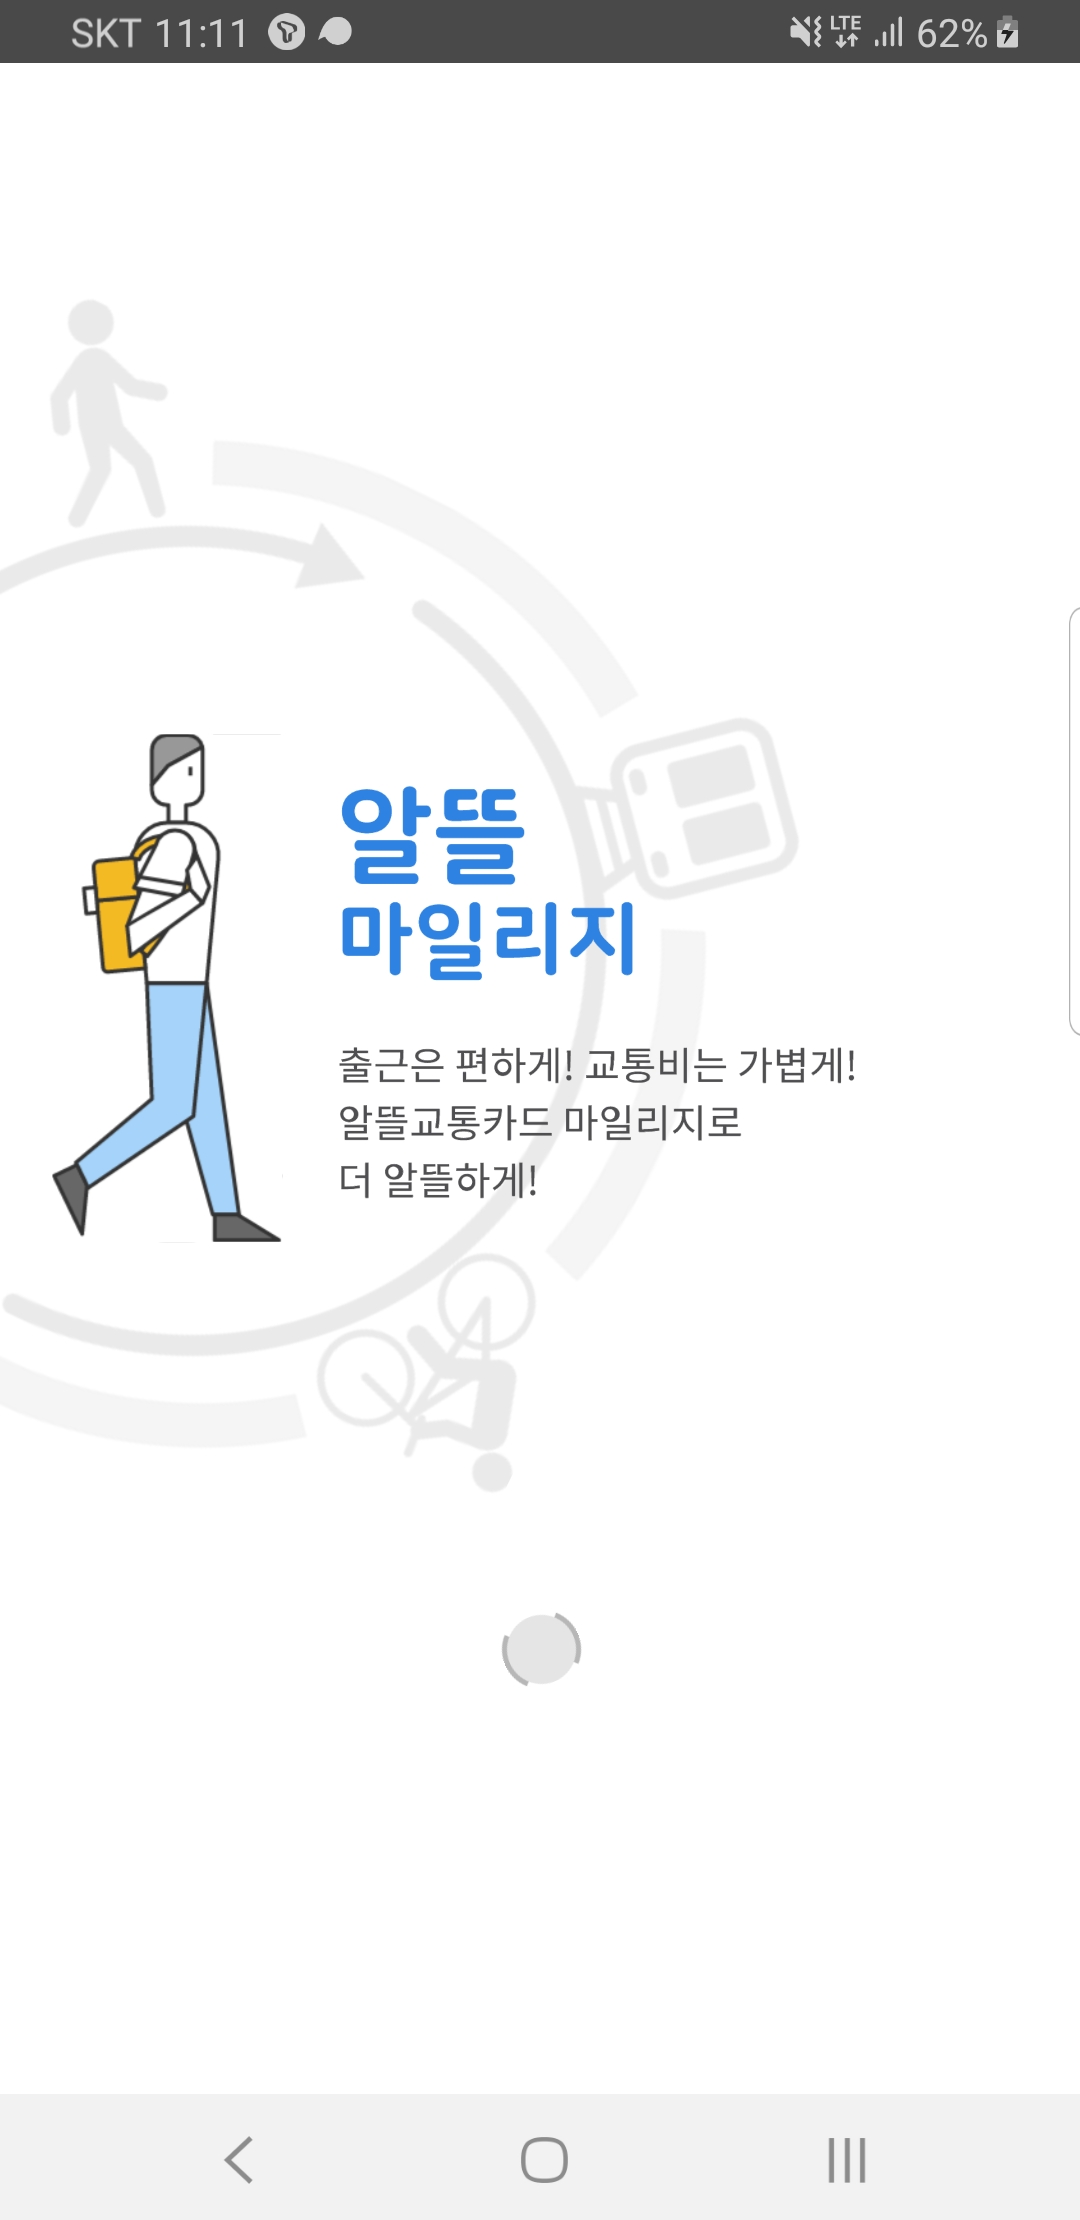 SKT 11:11
LTE 62%
알뜰
마일리지
출근은 편하게! 교통비는 가볍게!
알뜰교통카드 마일리지로
더 알뜰하게!